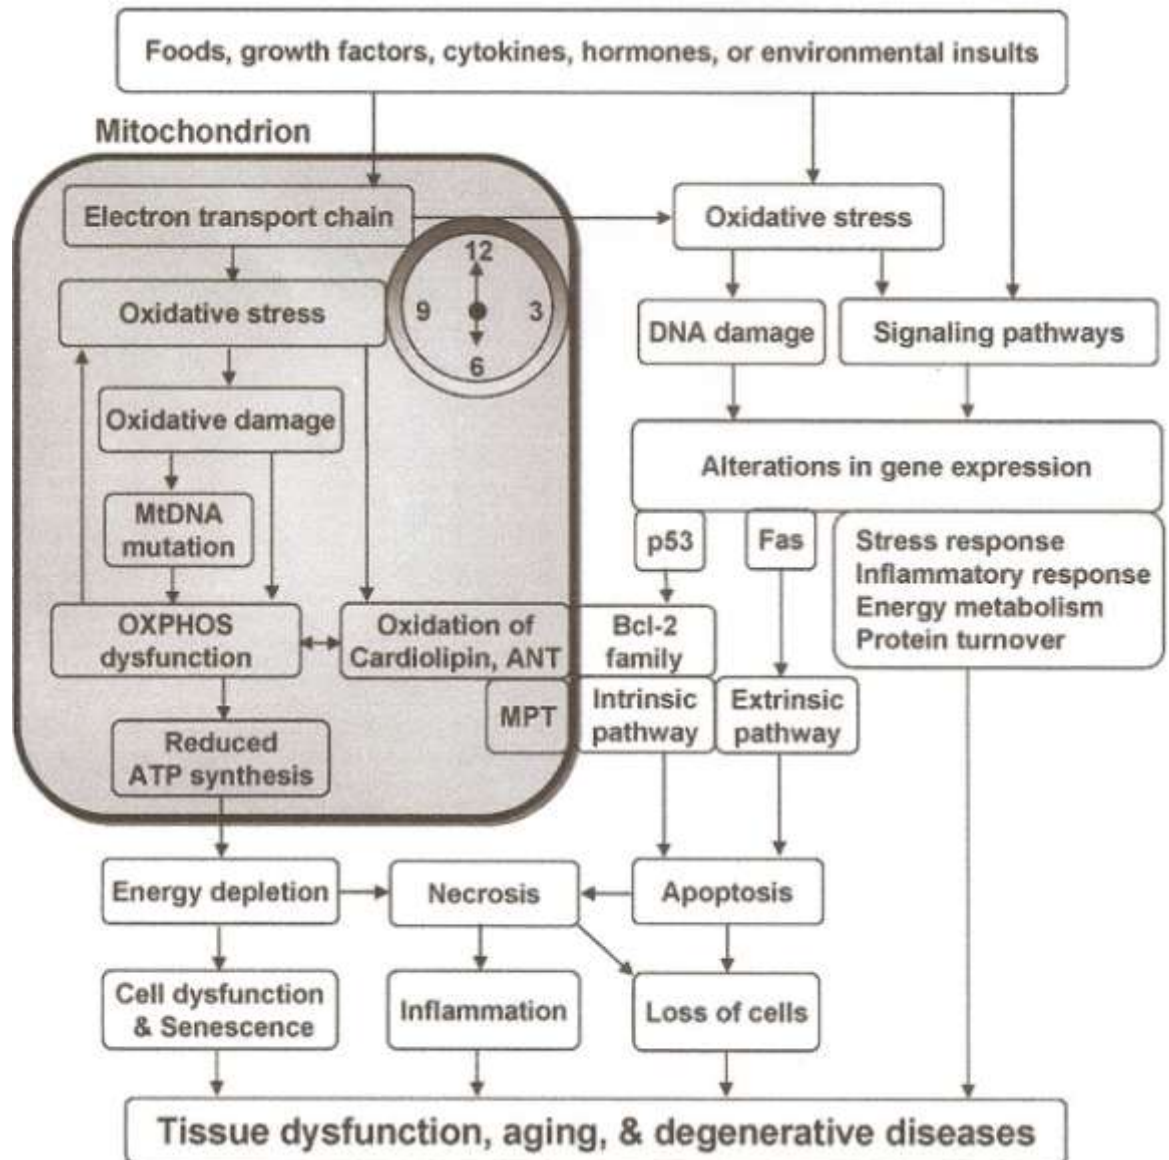 Foods, growth factors, cytokines, hormones, or environmental insults
Mitochondrion
Electron transport chain
Oxidative stress
12
9
3
6
Oxidative stress
DNA damage
Signaling pathways
Oxidative damage
Alterations in gene expression
MtDNA
mutation
p53
Fas
Stress response
Inflammatory response
Energy metabolism
Protein turnover
OXPHOS
dysfunction
Oxidation of
Cardiolipin, ANT
Bcl-2
family
MPT
Intrinsic
pathway
Extrinsic
pathway
Reduced
ATP synthesis
Energy depletion
Necrosis
Apoptosis
Cell dysfunction
& Senescence
Inflammation
Loss of cells
Tissue dysfunction, aging, & degenerative diseases